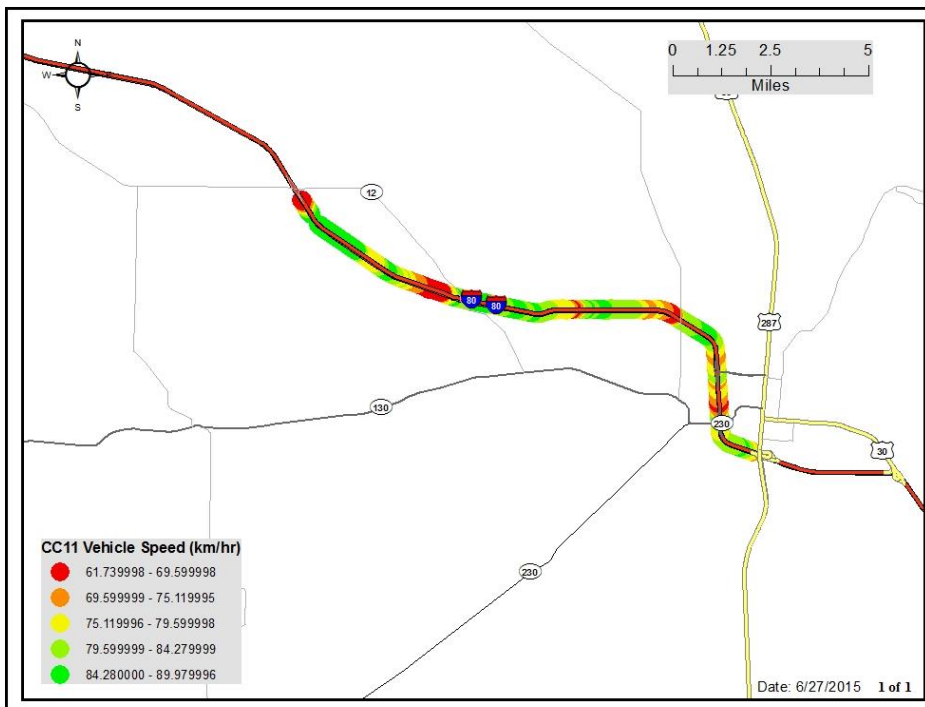 N
W
S
0 1.25 2.5 5
Miles
12
80 80
287
130
230
30
230
CC11 Vehicle Speed (km/hr)
61.739998 - 69.599998
69.599999 - 75.119995
75.119996 - 79.599998
79.599999 - 84.279999
84.280000 - 89.979996
Date: 6/27/2015 1 of 1